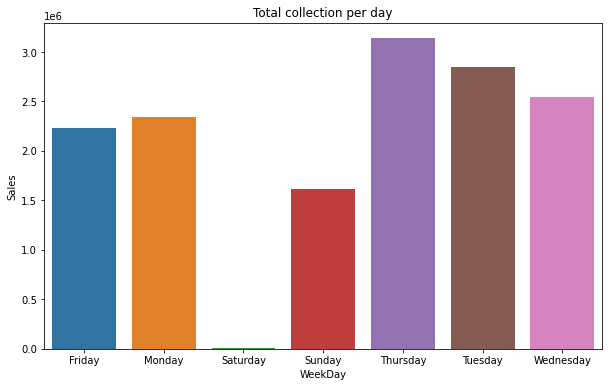 Total collection per day
1e6
3.0
2.5
2.0
1.5
1.0
0.5
0.0
Sales
Friday Monday Saturday Sunday Thursday Tuesday Wednesday
WeekDay